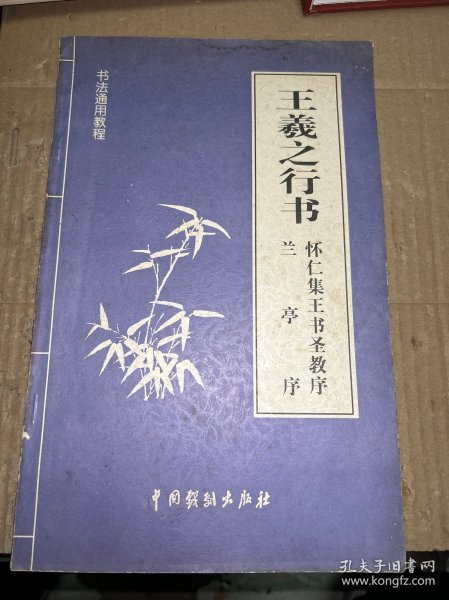 书法通用教程
王羲之行书
怀仁集王书圣教序
兰亭序
中国戏剧出版社
孔夫子旧书网
www.kongfz.com